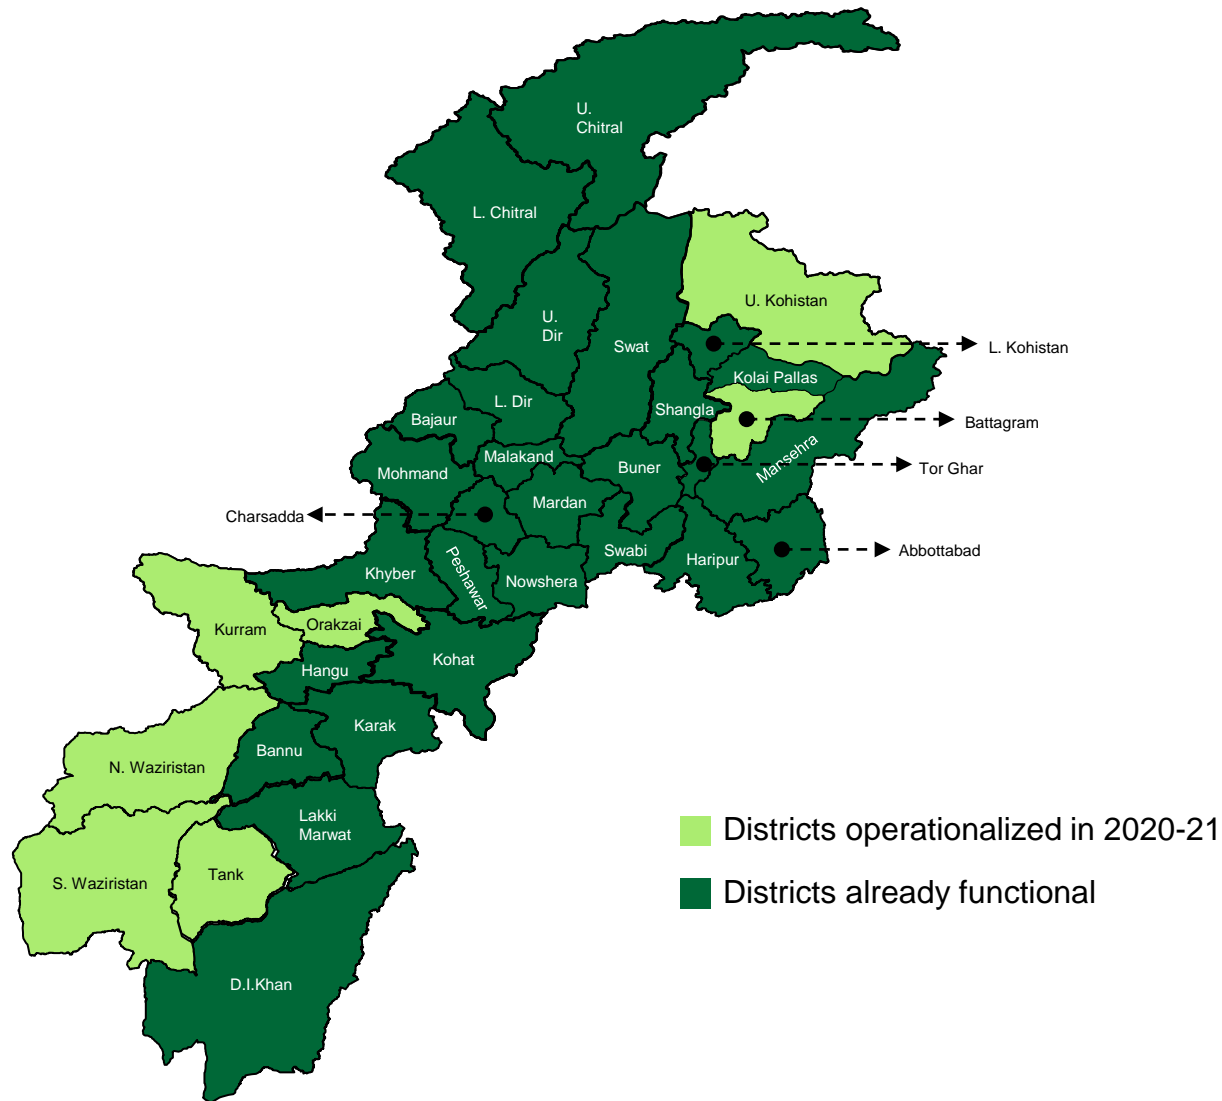 U.
Chitral
L. Chitral
U. Kohistan
U.
Dir
Swat
L. Kohistan
Kolai Pallas
L. Dir
Shangla
Bajaur
Battagram
Malakand
Mansehra
Mohmand
Buner
Tor Ghar
Mardan
Charsadda
Swabi
Haripur
Abbottabad
Khyber
Peshawar
Nowshera
Kurram
Orakzai
Kohat
Hangu
Karak
Bannu
N. Waziristan
Lakki
Marwat
Districts operationalized in 2020-21
Tank
S. Waziristan
Districts already functional
D.I.Khan